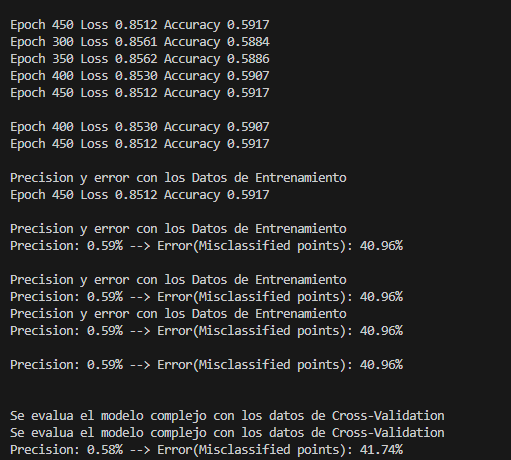 Epoch 450 Loss 0.8512 Accuracy 0.5917
Epoch 300 Loss 0.8561 Accuracy 0.5884
Epoch 350 Loss 0.8562 Accuracy 0.5886
Epoch 400 Loss 0.8530 Accuracy 0.5907
Epoch 450 Loss 0.8512 Accuracy 0.5917
Epoch 400 Loss 0.8530 Accuracy 0.5907
Epoch 450 Loss 0.8512 Accuracy 0.5917
Precision y error con los Datos de Entrenamiento
Epoch 450 Loss 0.8512 Accuracy 0.5917
Precision y error con los Datos de Entrenamiento
Precision: 0.59% --> Error(Misclassified points): 40.96%
Precision y error con los Datos de Entrenamiento
Precision: 0.59% --> Error(Misclassified points): 40.96%
Precision y error con los Datos de Entrenamiento
Precision: 0.59% --> Error(Misclassified points): 40.96%
Precision: 0.59% --> Error(Misclassified points): 40.96%
Se evalua el modelo complejo con los datos de Cross-Validation
Se evalua el modelo complejo con los datos de Cross-Validation
Precision: 0.58% --> Error(Misclassified points): 41.74%